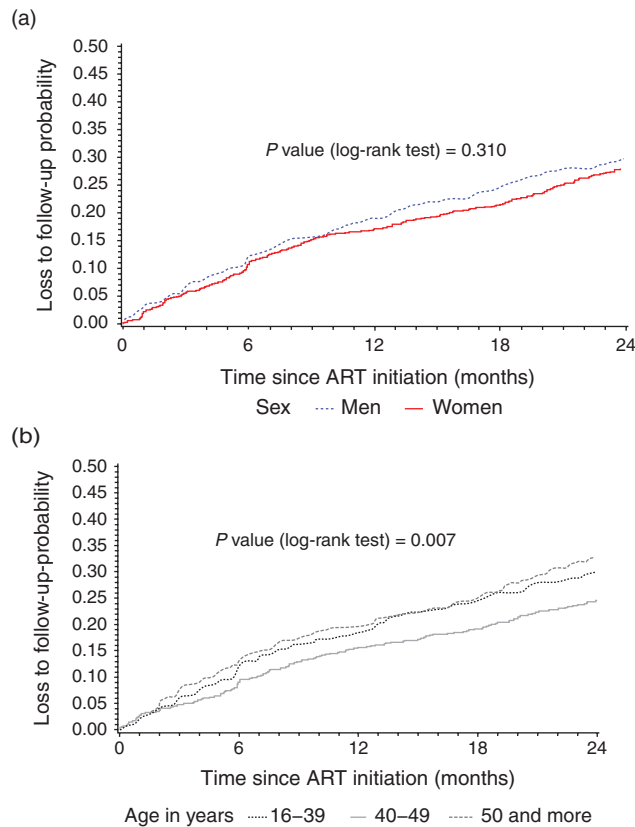 (a)
0.50
0.45
0.40
0.35
0.30
0.25
0.20
0.15
0.10
0.05
0.00
Loss to follow-up probability
P value (log-rank test) = 0.310
0 6 12 18 24
Time since ART initiation (months)
Sex Men Women
(b)
0.50
0.45
0.40
0.35
0.30
0.25
0.20
0.15
0.10
0.05
0.00
Loss to follow-up-probability
P value (log-rank test) = 0.007
0 6 12 18 24
Time since ART initiation (months)
Age in years 16–39 40–49 50 and more